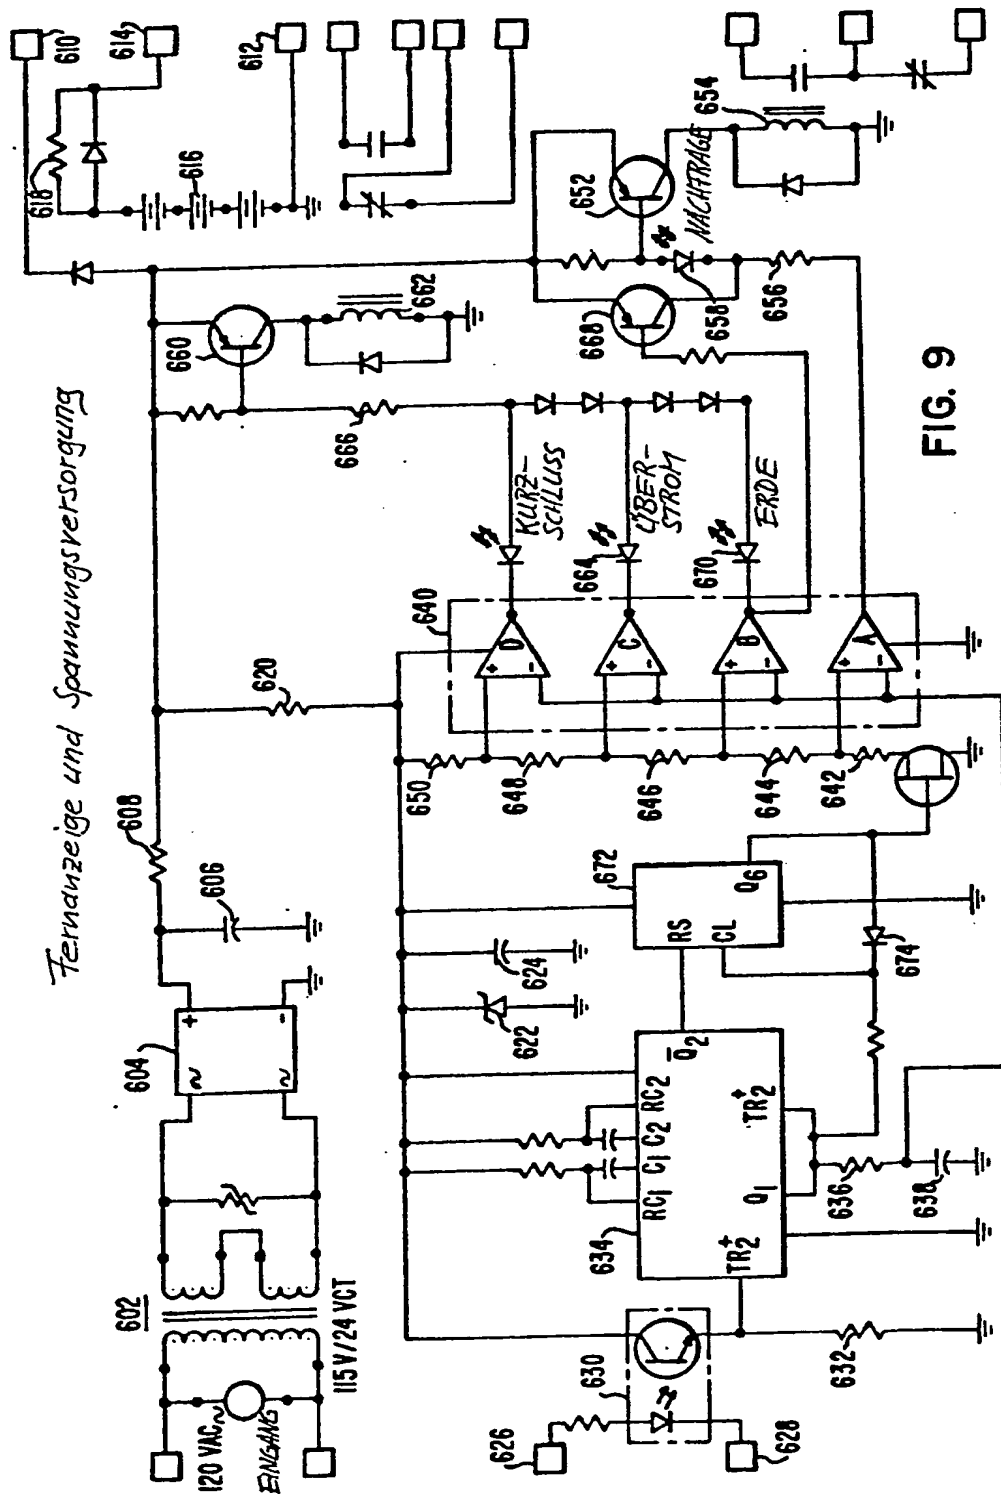 Fernanzeige und Spannungsversorgung
120 VAC~
EINGANG
602
115V/24 VCT
604
~
~
+
-
606
608
620
610
614
612
618
616
660
662
666
652
NACHFRAGE
654
668
658
656
KURZ-
SCHLUSS
ÜBER-
STROM
664
ERDE
670
640
D
+
-
C
+
-
B
+
-
A
+
-
650
648
646
644
642
672
RS
CL
Q6
674
624
622
634
RC1
C1
C2
RC2
Q̅2
TR2+
Q1
TR2+
636
638
630
632
626
628
FIG. 9